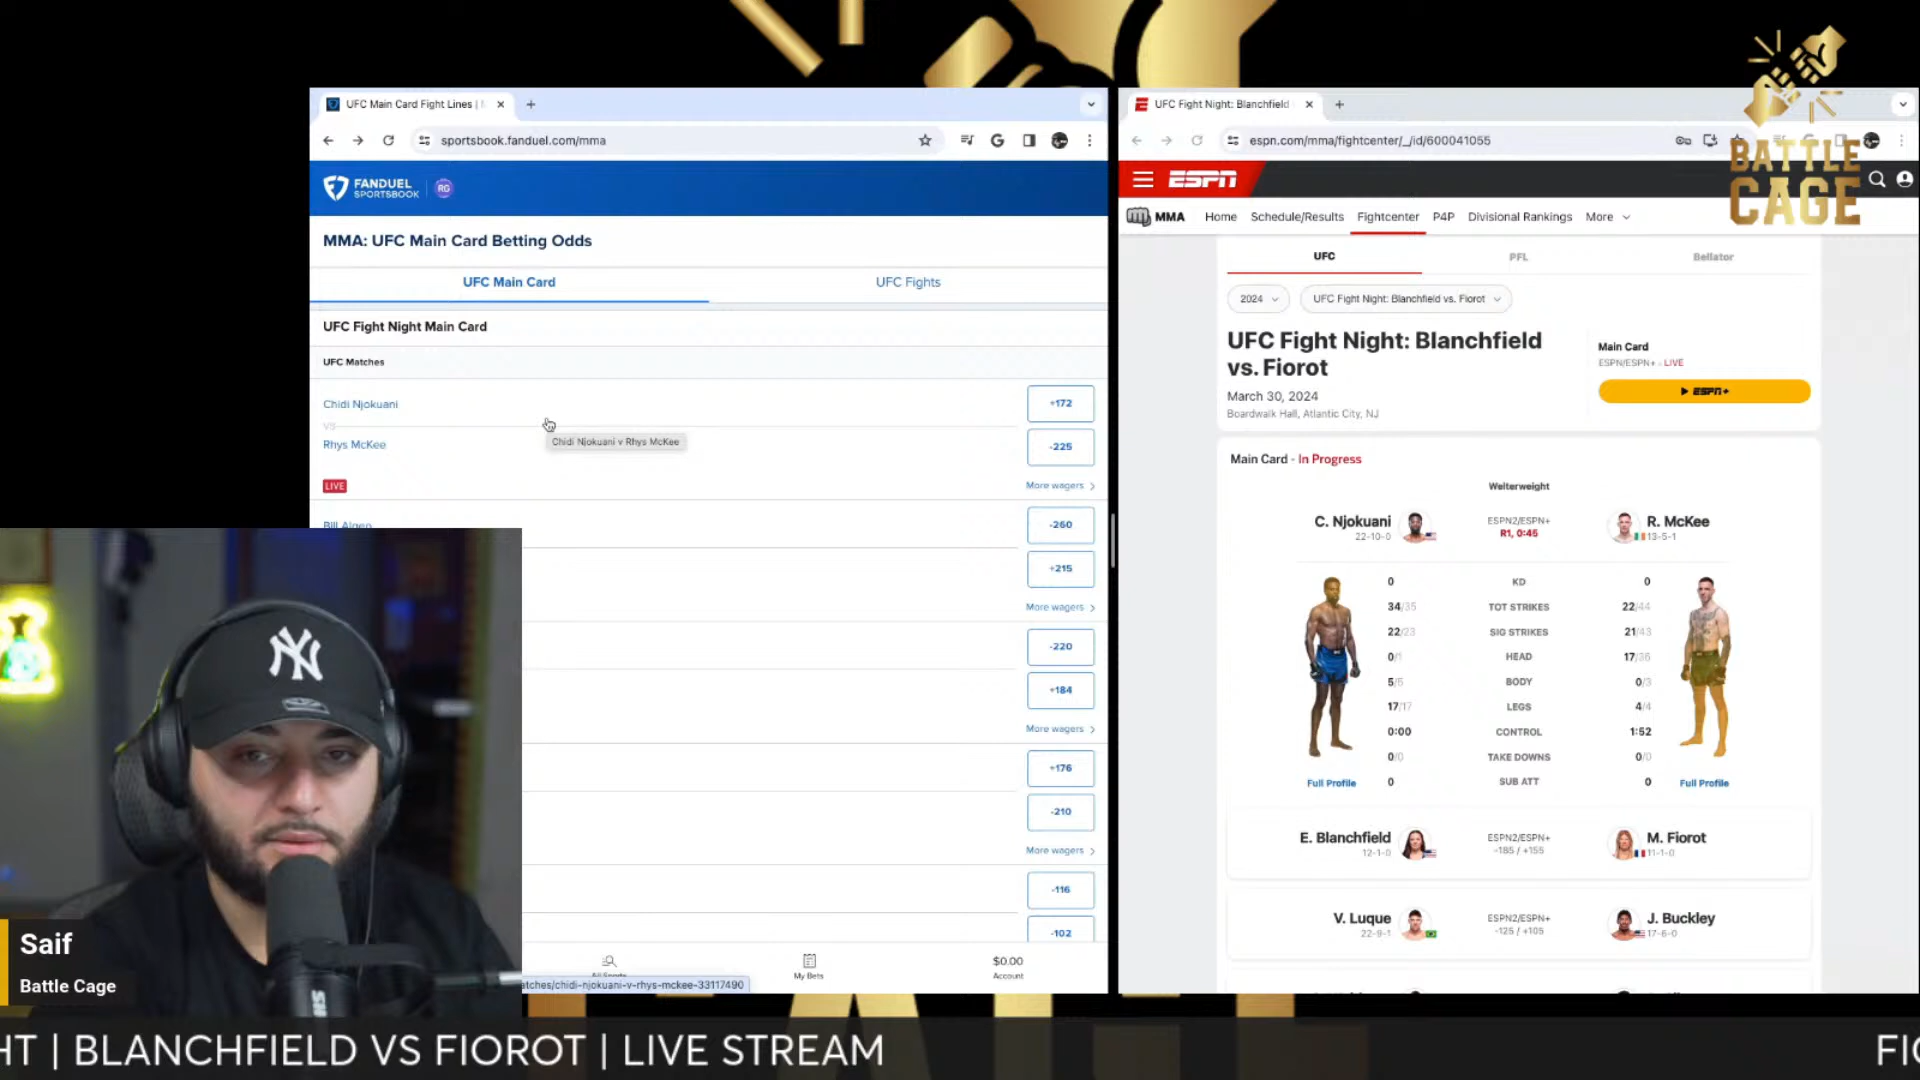 UFC Main Card Fight Lines |
sportsbook.fanduel.com/mma
FANDUEL
SPORTSBOOK
RG
MMA: UFC Main Card Betting Odds
UFC Main Card
UFC Fights
UFC Fight Night Main Card
UFC Matches
Chidi Njokuani
+172
VS
Chidi Njokuani v Rhys McKee
Rhys McKee
-225
LIVE
More wagers >
Bill Algeo
-260
+215
More wagers >
-220
+184
More wagers >
+176
-210
More wagers >
-116
-102
All Sports
My Bets
$0.00
Account
atches/chidi-njokuani-v-rhys-mckee-33117490
UFC Fight Night: Blanchfield
espn.com/mma/fightcenter/_/id/600041055
BATTLE
CAGE
ESPN
MMA Home Schedule/Results Fightcenter P4P Divisional Rankings More
UFC PFL Bellator
2024 UFC Fight Night: Blanchfield vs. Fiorot
UFC Fight Night: Blanchfield
vs. Fiorot
March 30, 2024
Boardwalk Hall, Atlantic City, NJ
Main Card
ESPN/ESPN+ - LIVE
ESPN+
Main Card - In Progress
Welterweight
C. Njokuani
22-10-0
ESPN2/ESPN+
R1, 0:45
R. McKee
13-5-1
0 KD 0
34/35 TOT STRIKES 22/44
22/23 SIG STRIKES 21/43
0/1 HEAD 17/36
5/5 BODY 0/3
17/17 LEGS 4/4
0:00 CONTROL 1:52
0/0 TAKE DOWNS 0/0
Full Profile 0 SUB ATT 0 Full Profile
E. Blanchfield
12-1-0
ESPN2/ESPN+
-185 / +155
M. Fiorot
11-1-0
V. Luque
22-9-1
ESPN2/ESPN+
-125 / +105
J. Buckley
17-6-0
NY
Saif
Battle Cage
HT | BLANCHFIELD VS FIOROT | LIVE STREAM
FIO